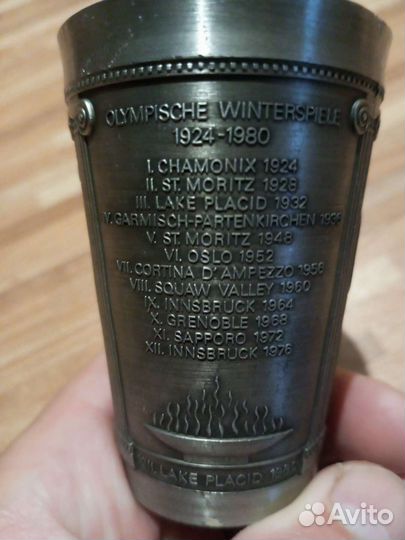 OLYMPISCHE WINTERSPIELE
1924-1980
I. CHAMONIX 1924
II. ST. MORITZ 1928
III. LAKE PLACID 1932
V. GARMISCH-PARTENKIRCHEN 1936
V. ST. MORITZ 1948
VI. OSLO 1952
VII. CORTINA D'AMPEZZO 1956
VIII. SQUAW VALLEY 1960
IX. INNSBRUCK 1964
X. GRENOBLE 1968
XI. SAPPORO 1972
XII. INNSBRUCK 1976
XIII. LAKE PLACID 1980
Avito